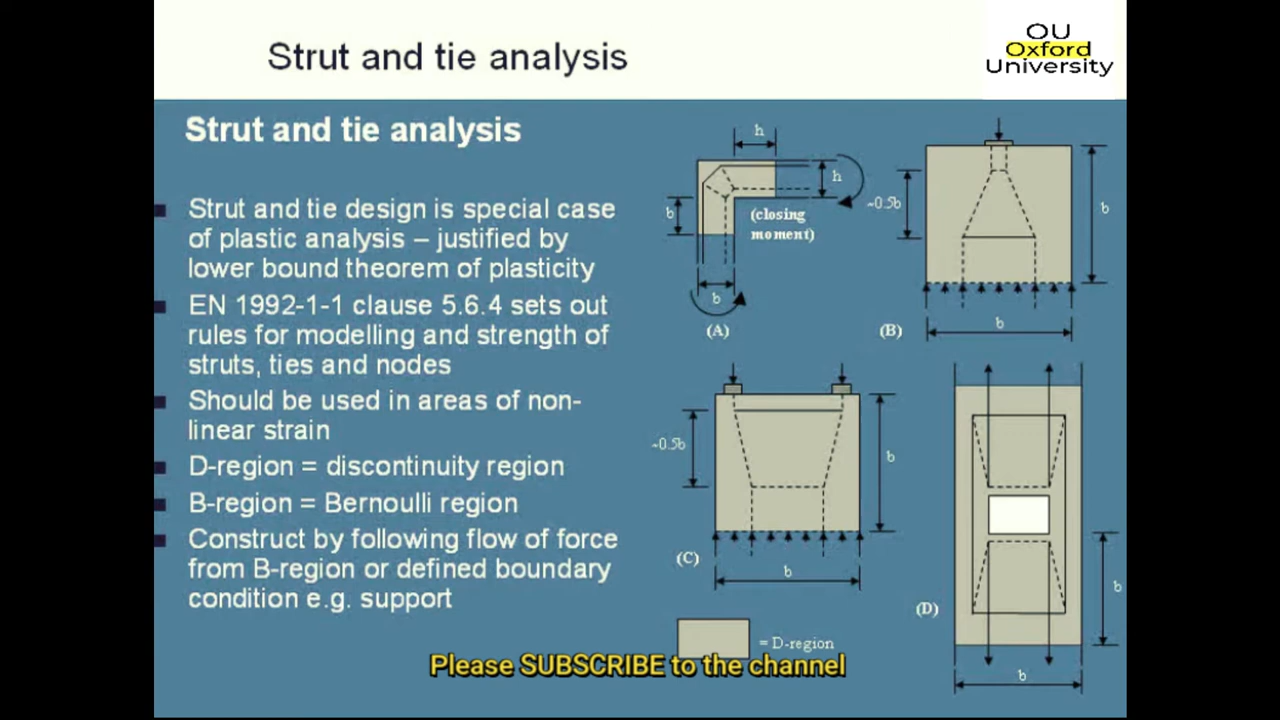 Strut and tie analysis
OU
Oxford
University
Strut and tie analysis
Strut and tie design is special case
of plastic analysis – justified by
lower bound theorem of plasticity
EN 1992-1-1 clause 5.6.4 sets out
rules for modelling and strength of
struts, ties and nodes
Should be used in areas of non-
linear strain
D-region = discontinuity region
B-region = Bernoulli region
Construct by following flow of force
from B-region or defined boundary
condition e.g. support
h
h
b
(closing
moment)
b
(A)
~0.5b
b
b
(B)
~0.5b
b
b
(C)
b
b
(D)
= D-region
Please SUBSCRIBE to the channel